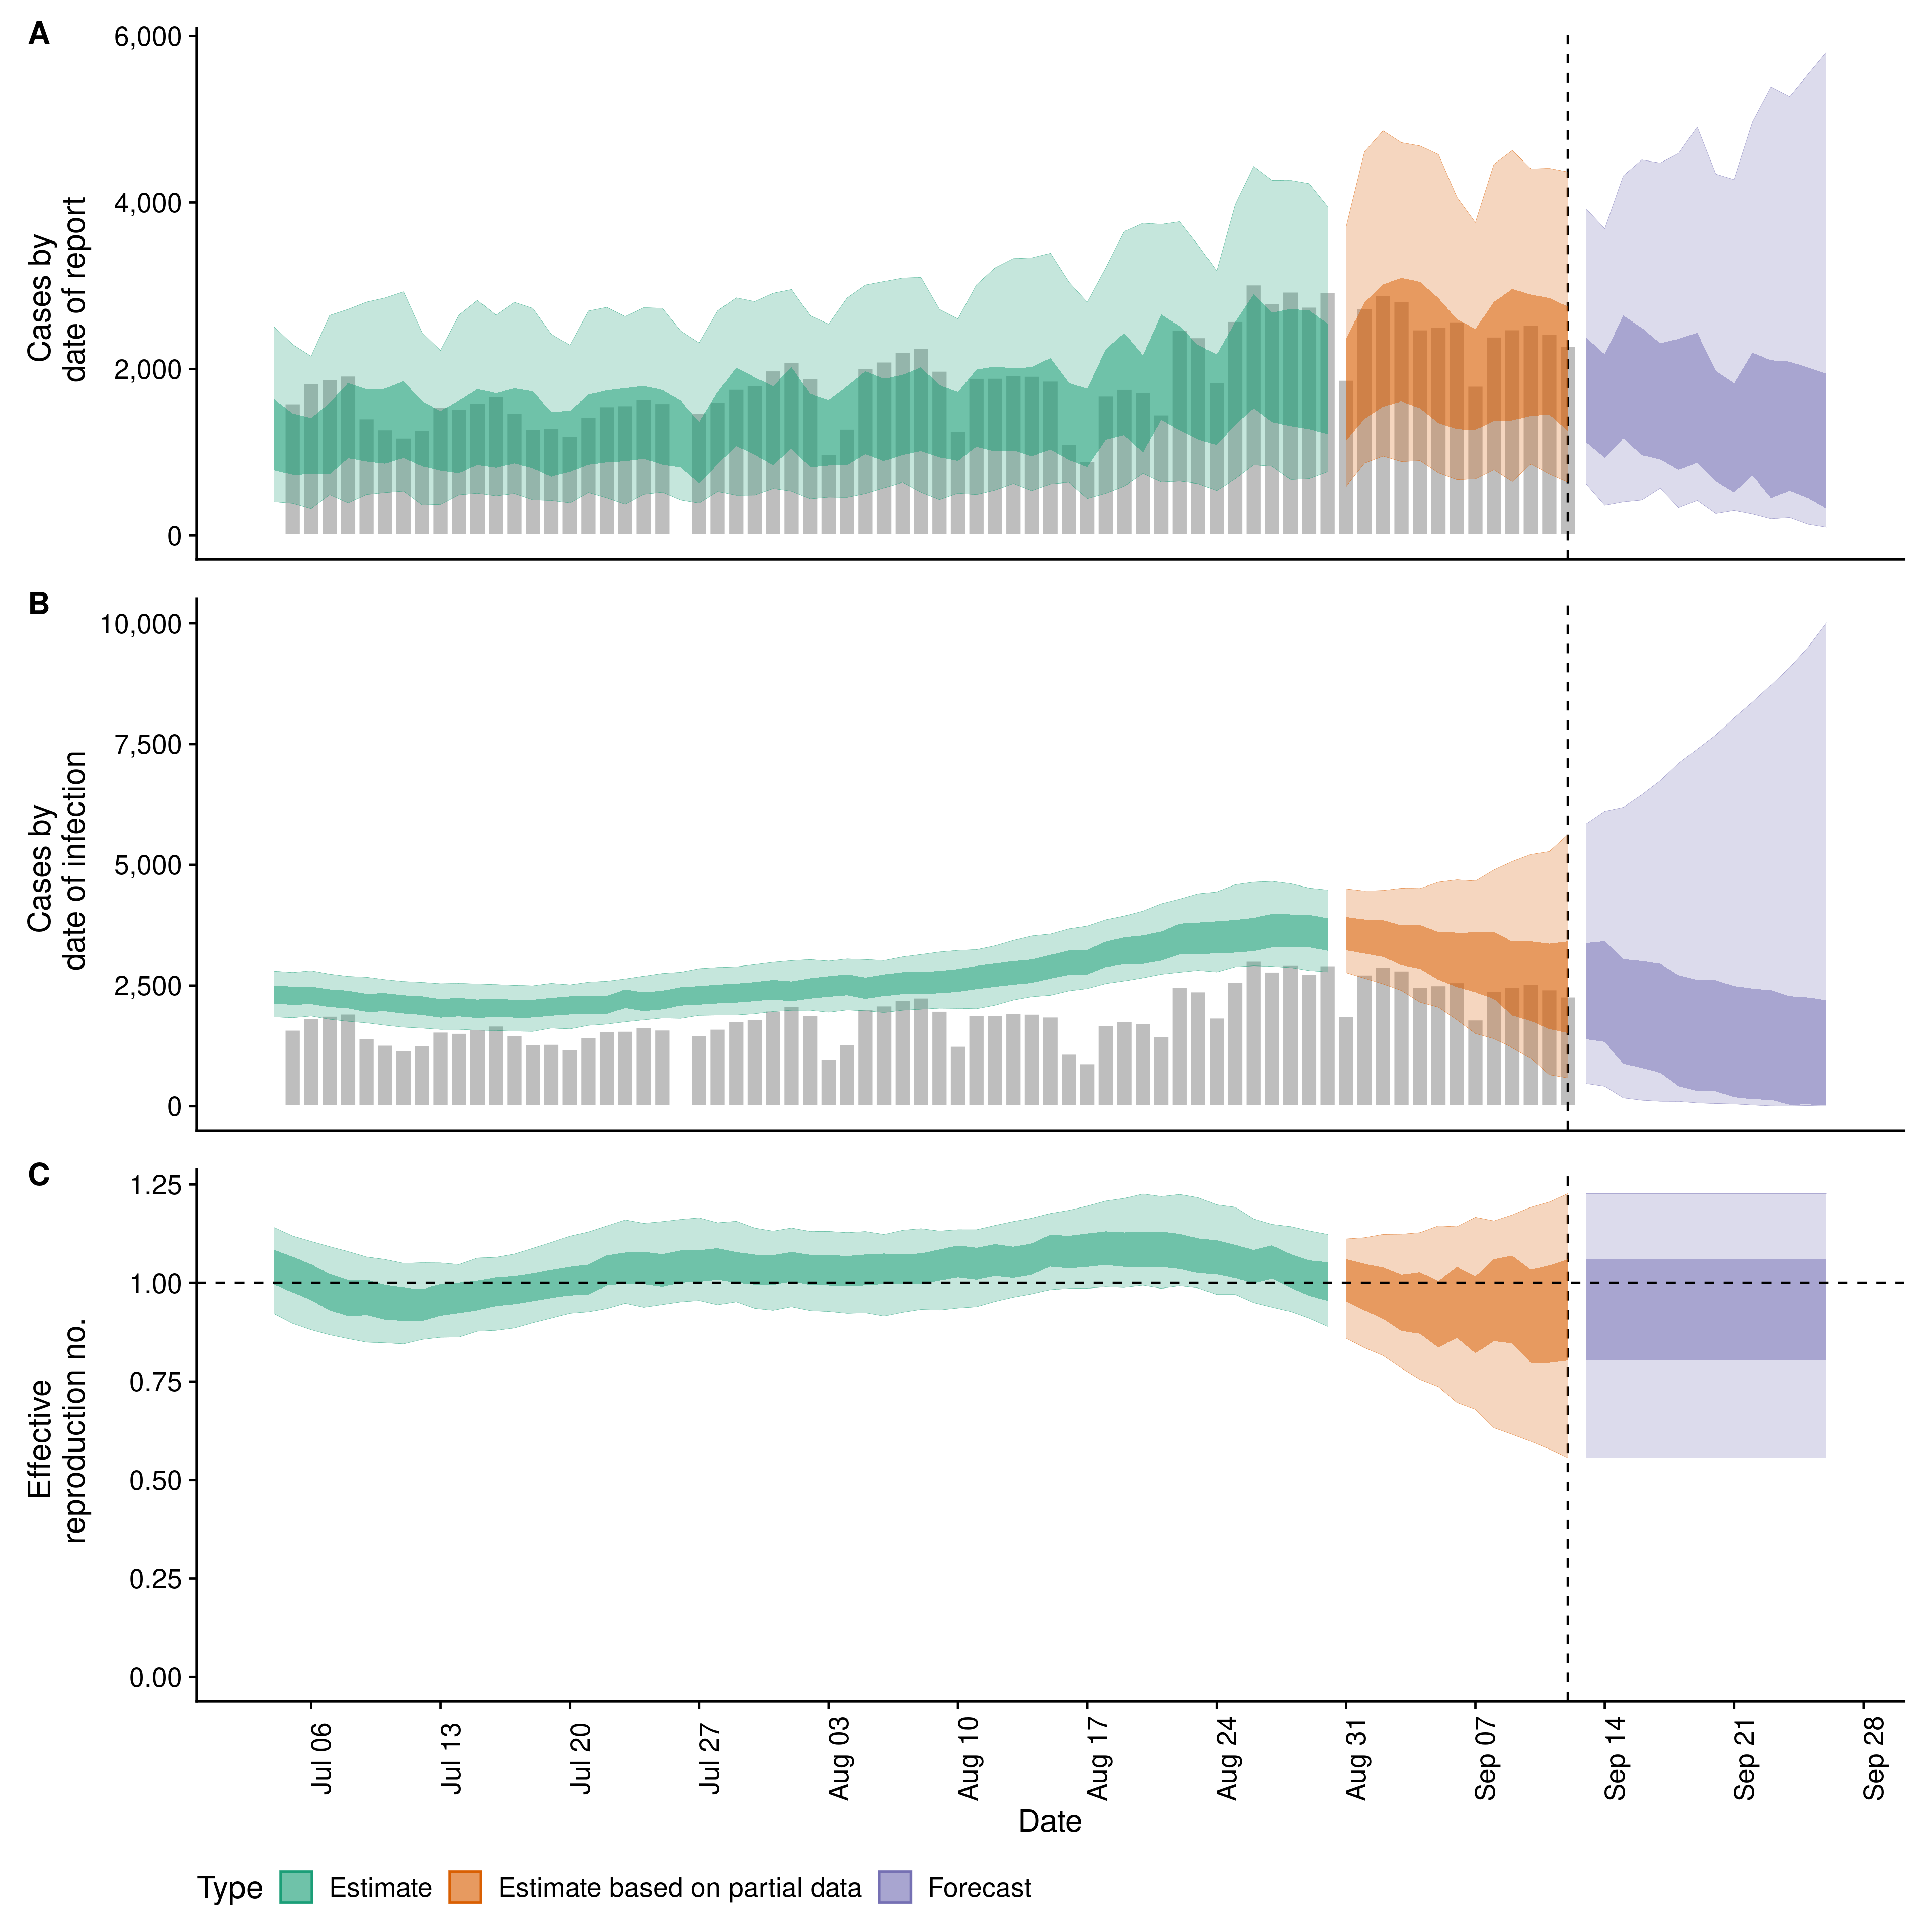 A
6,000
4,000
2,000
0
Cases by
date of report
B
10,000
7,500
5,000
2,500
0
Cases by
date of infection
C
1.25
1.00
0.75
0.50
0.25
0.00
Effective
reproduction no.
Jul 06
Jul 13
Jul 20
Jul 27
Aug 03
Aug 10
Aug 17
Aug 24
Aug 31
Sep 07
Sep 14
Sep 21
Sep 28
Date
Type Estimate Estimate based on partial data Forecast